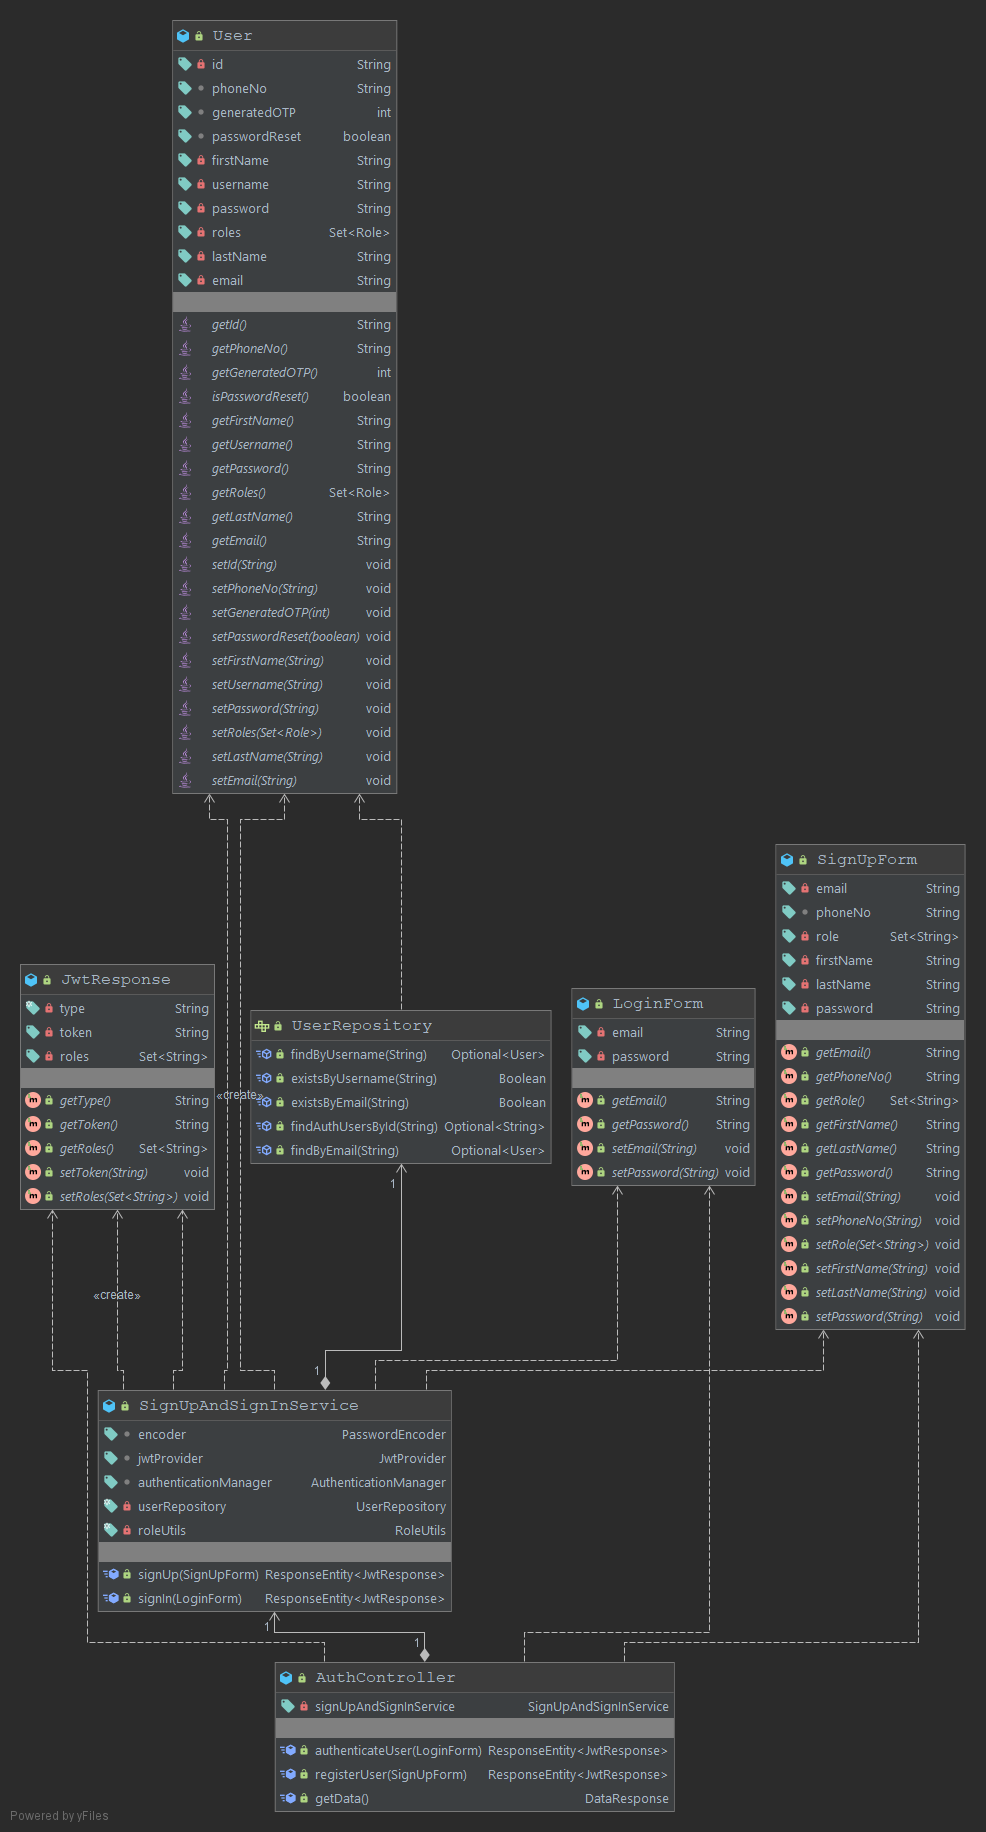 User
id String
phoneNo String
generatedOTP int
passwordReset boolean
firstName String
username String
password String
roles Set<Role>
lastName String
email String
getId() String
getPhoneNo() String
getGeneratedOTP() int
isPasswordReset() boolean
getFirstName() String
getUsername() String
getPassword() String
getRoles() Set<Role>
getLastName() String
getEmail() String
setId(String) void
setPhoneNo(String) void
setGeneratedOTP(int) void
setPasswordReset(boolean) void
setFirstName(String) void
setUsername(String) void
setPassword(String) void
setRoles(Set<Role>) void
setLastName(String) void
setEmail(String) void
SignUpForm
email String
phoneNo String
role Set<String>
firstName String
lastName String
password String
getEmail() String
getPhoneNo() String
getRole() Set<String>
getFirstName() String
getLastName() String
getPassword() String
setEmail(String) void
setPhoneNo(String) void
setRole(Set<String>) void
setFirstName(String) void
setLastName(String) void
setPassword(String) void
JwtResponse
type String
token String
roles Set<String>
getType() String
getToken() String
getRoles() Set<String>
setToken(String) void
setRoles(Set<String>) void
«create»
UserRepository
findByUsername(String) Optional<User>
existsByUsername(String) Boolean
existsByEmail(String) Boolean
findAuthUsersById(String) Optional<String>
findByEmail(String) Optional<User>
LoginForm
email String
password String
getEmail() String
getPassword() String
setEmail(String) void
setPassword(String) void
1
«create»
1
SignUpAndSignInService
encoder PasswordEncoder
jwtProvider JwtProvider
authenticationManager AuthenticationManager
userRepository UserRepository
roleUtils RoleUtils
signUp(SignUpForm) ResponseEntity<JwtResponse>
signIn(LoginForm) ResponseEntity<JwtResponse>
1
1
AuthController
signUpAndSignInService SignUpAndSignInService
authenticateUser(LoginForm) ResponseEntity<JwtResponse>
registerUser(SignUpForm) ResponseEntity<JwtResponse>
getData() DataResponse
Powered by yFiles